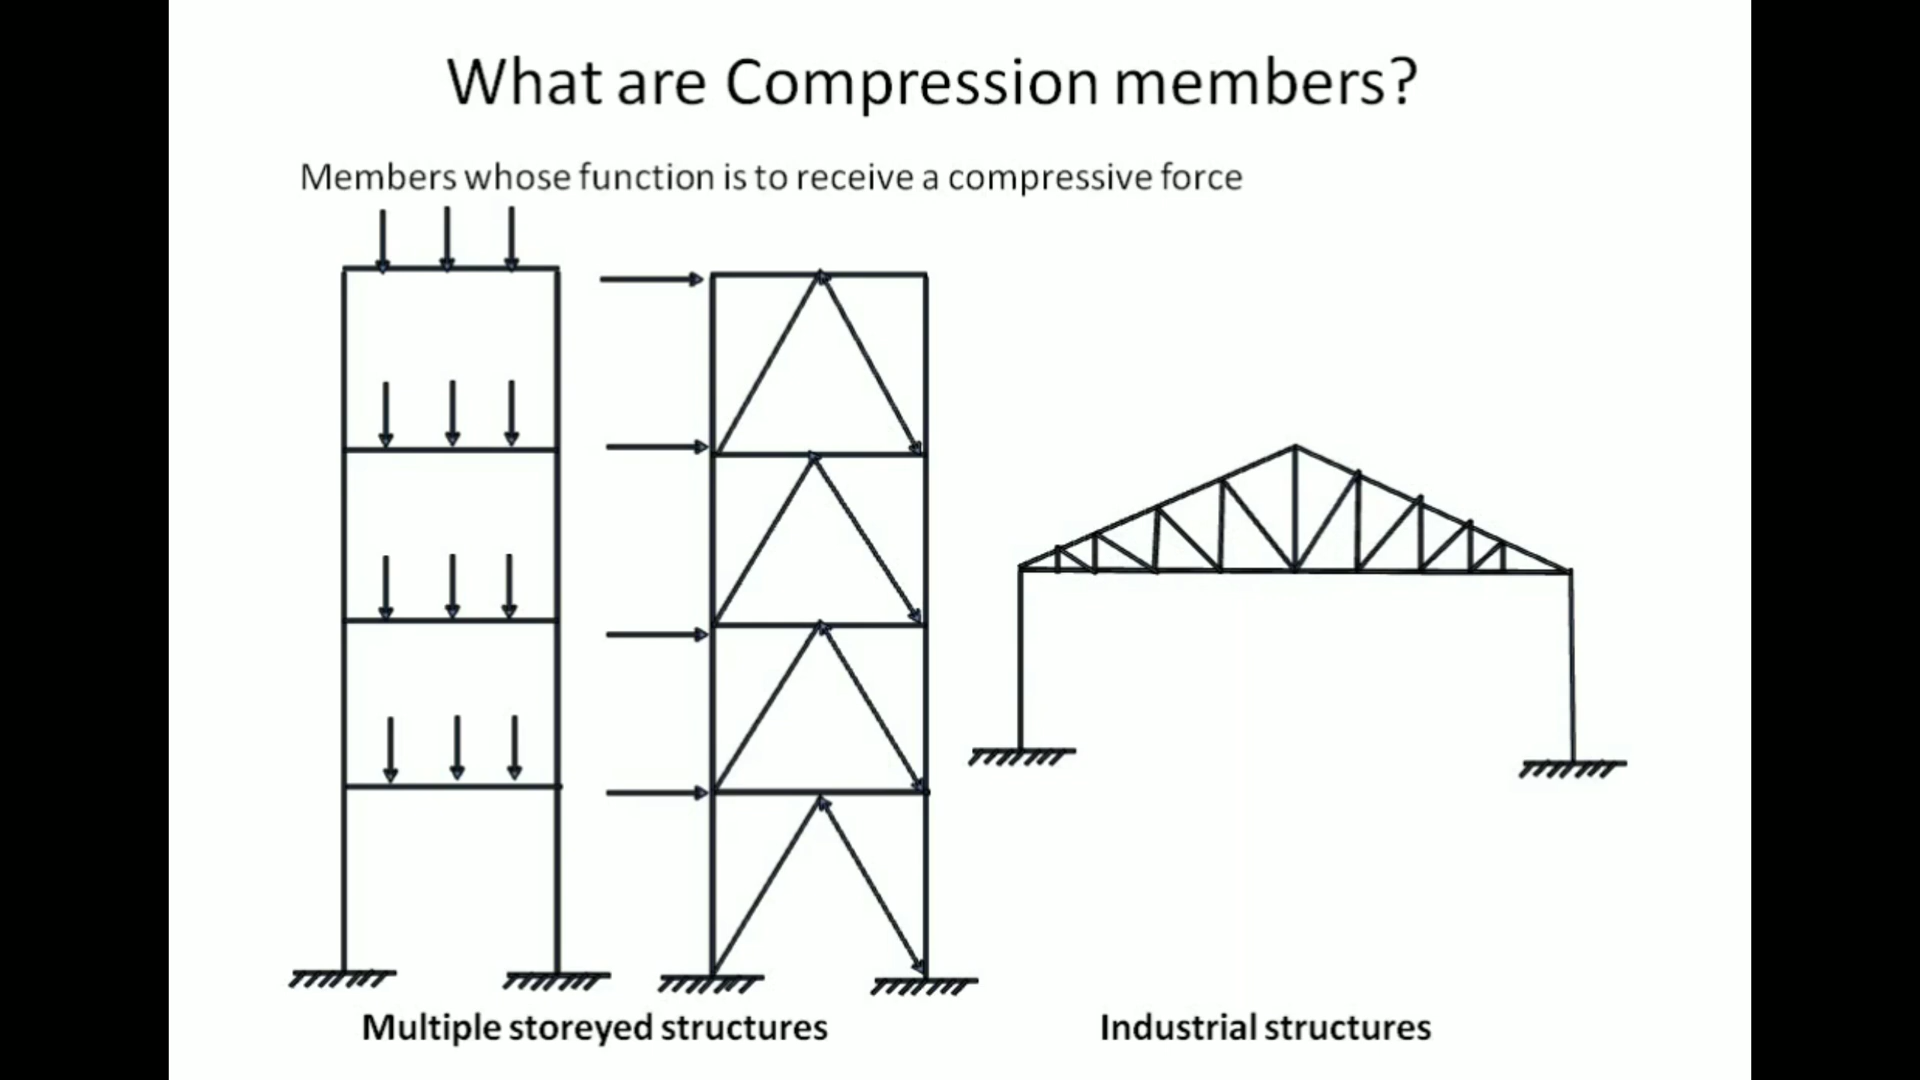 What are Compression members?
Members whose function is to receive a compressive force
Multiple storeyed structures
Industrial structures